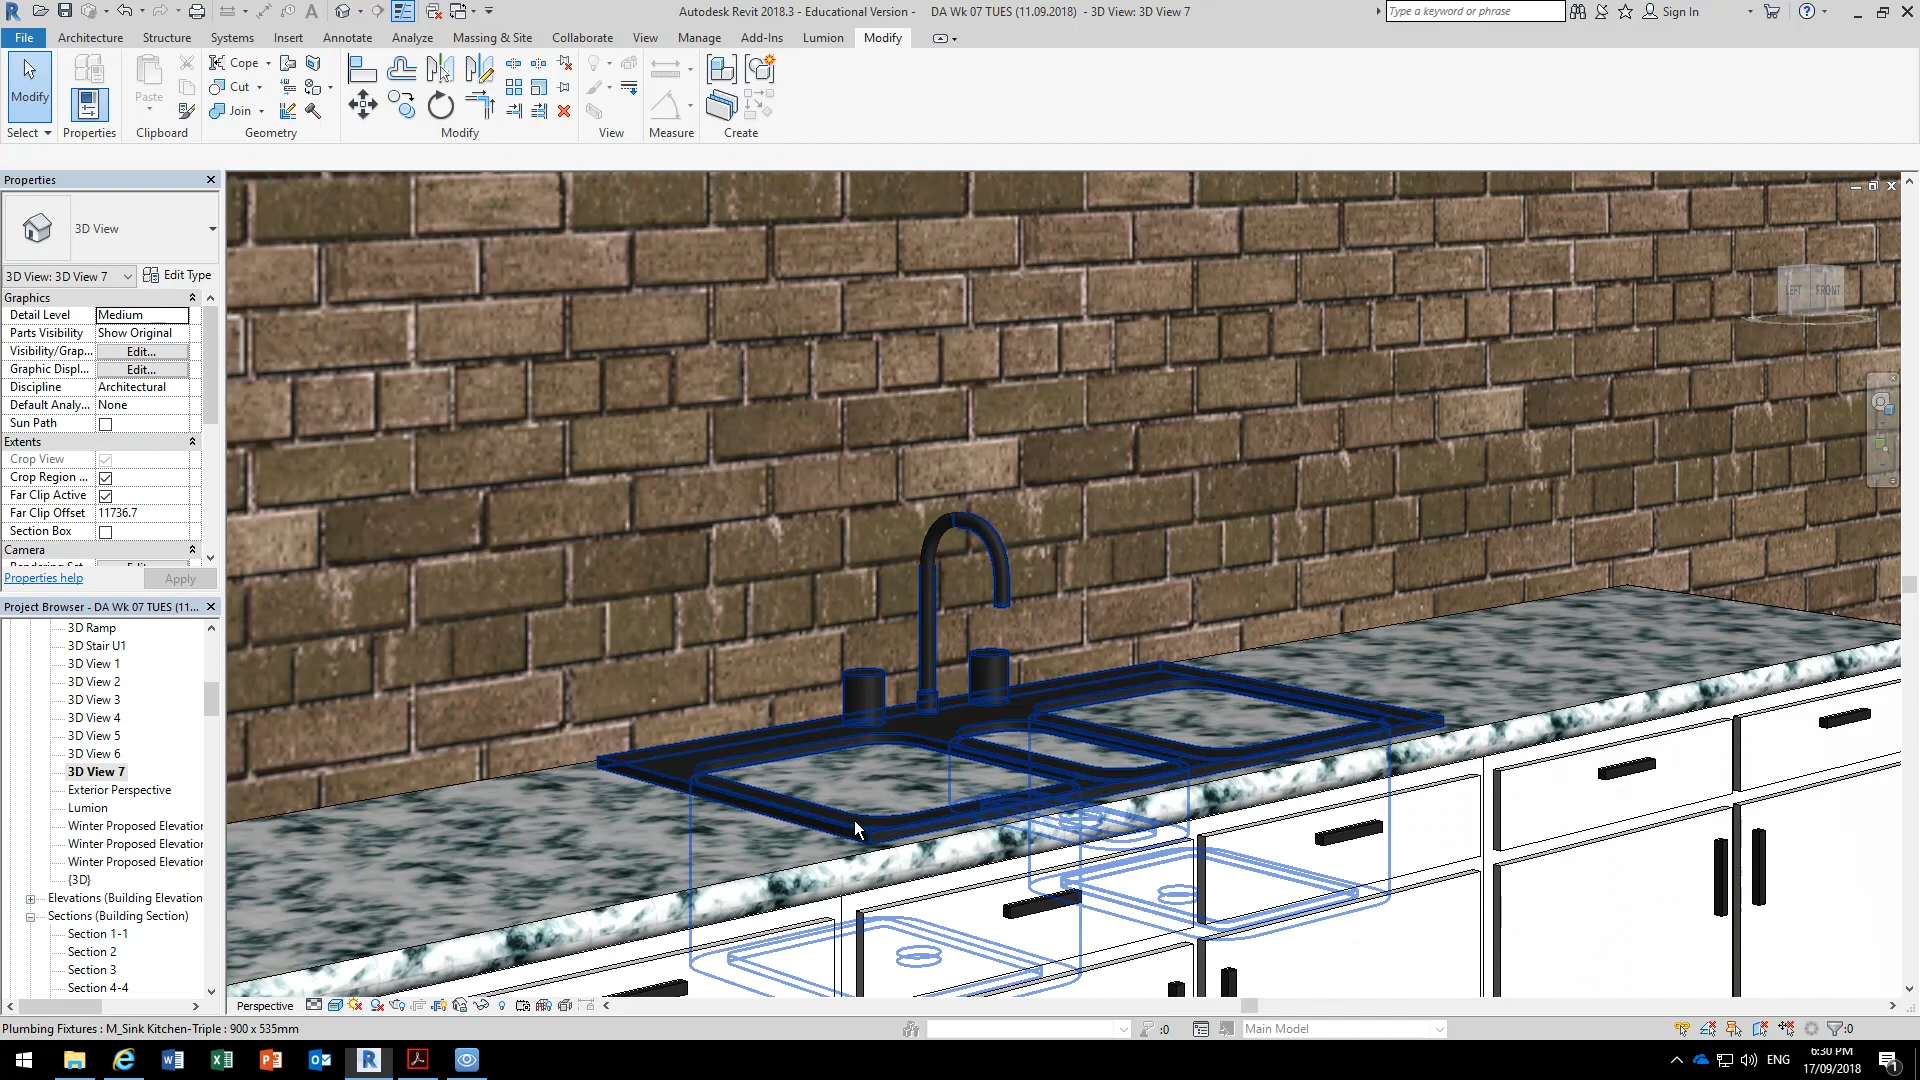 Autodesk Revit 2018.3 - Educational Version - DA Wk 07 TUES (11.09.2018) - 3D View: 3D View 7
Type a keyword or phrase
Sign In
File Architecture Structure Systems Insert Annotate Analyze Massing & Site Collaborate View Manage Add-Ins Lumion Modify
Modify
Paste
Cope
Cut
Join
Select Properties Clipboard Geometry Modify View Measure Create
Properties
3D View
3D View: 3D View 7 Edit Type
Graphics
Detail Level Medium
Parts Visibility Show Original
Visibility/Grap... Edit...
Graphic Displ... Edit...
Discipline Architectural
Default Analy... None
Sun Path
Extents
Crop View
Crop Region ...
Far Clip Active
Far Clip Offset 11736.7
Section Box
Camera
Properties help Apply
Project Browser - DA Wk 07 TUES (11...
3D Ramp
3D Stair U1
3D View 1
3D View 2
3D View 3
3D View 4
3D View 5
3D View 6
3D View 7
Exterior Perspective
Lumion
Winter Proposed Elevation
Winter Proposed Elevation
Winter Proposed Elevation
{3D}
Elevations (Building Elevation
Sections (Building Section)
Section 1-1
Section 2
Section 3
Section 4-4
LEFT FRONT
Perspective
Plumbing Fixtures : M_Sink Kitchen-Triple : 900 x 535mm
:0
Main Model
:0
ENG
6:30 PM
17/09/2018
1